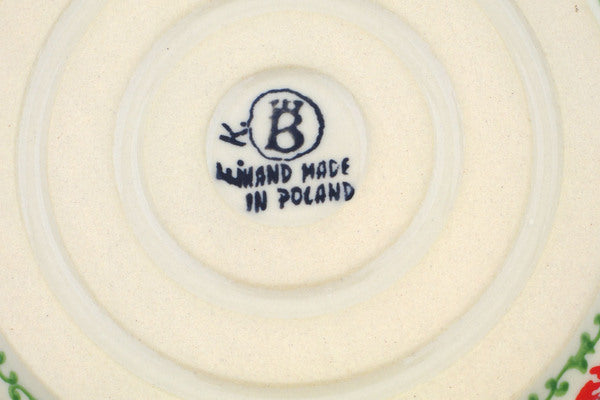 B
E.K.
HAND MADE
IN POLAND